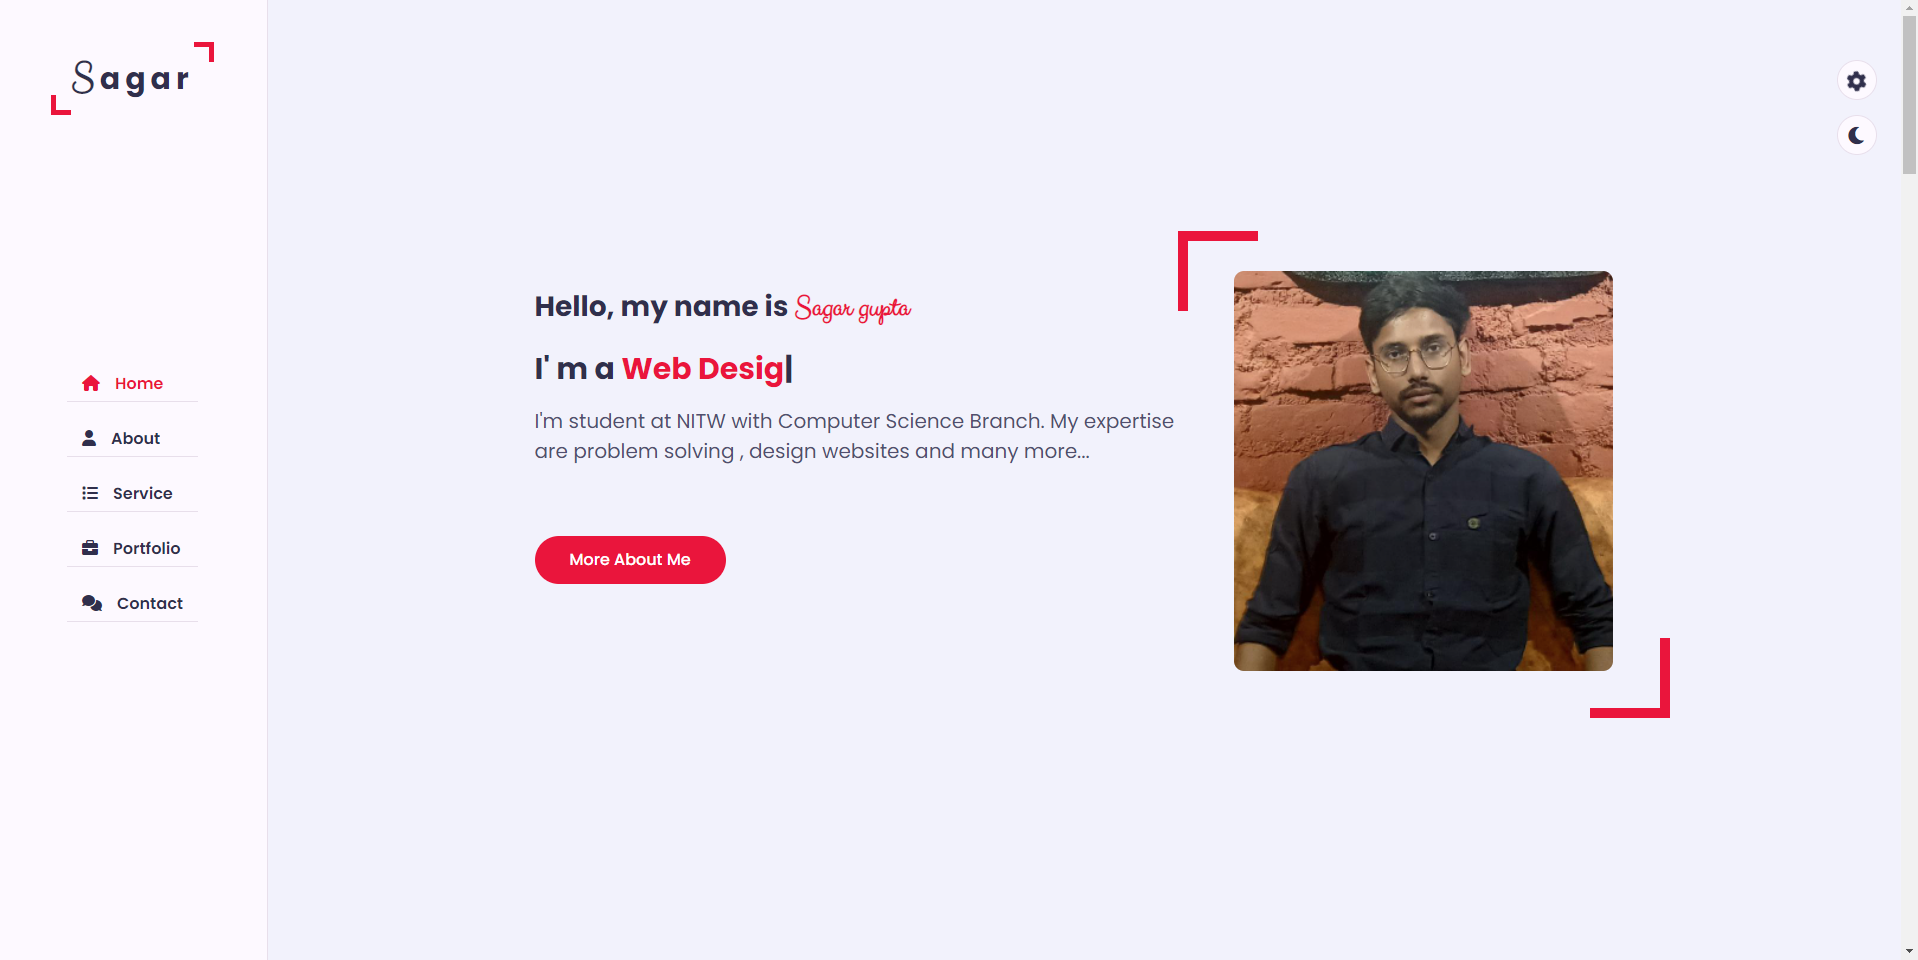 Sagar
Home
About
Service
Portfolio
Contact
Hello, my name is Sagar gupta
I' m a Web Desig|
I'm student at NITW with Computer Science Branch. My expertise
are problem solving , design websites and many more...
More About Me